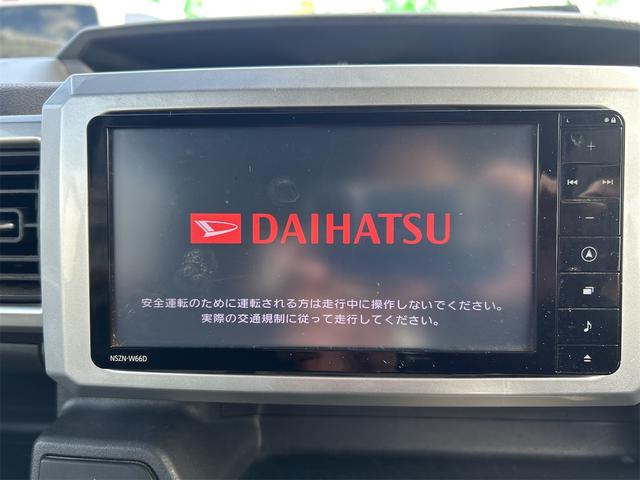 DAIHATSU
安全運転のために運転される方は走行中に操作しないでください。
実際の交通規制に従って走行してください。
NSZN-W66D